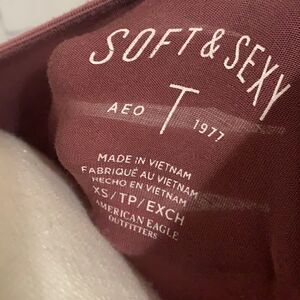 SOFT & SEXY
AEO T 1977
MADE IN VIETNAM
FABRIQUÉ AU VIETNAM
HECHO EN VIETNAM
XS/TP/EXCH
AMERICAN EAGLE
OUTFITTERS